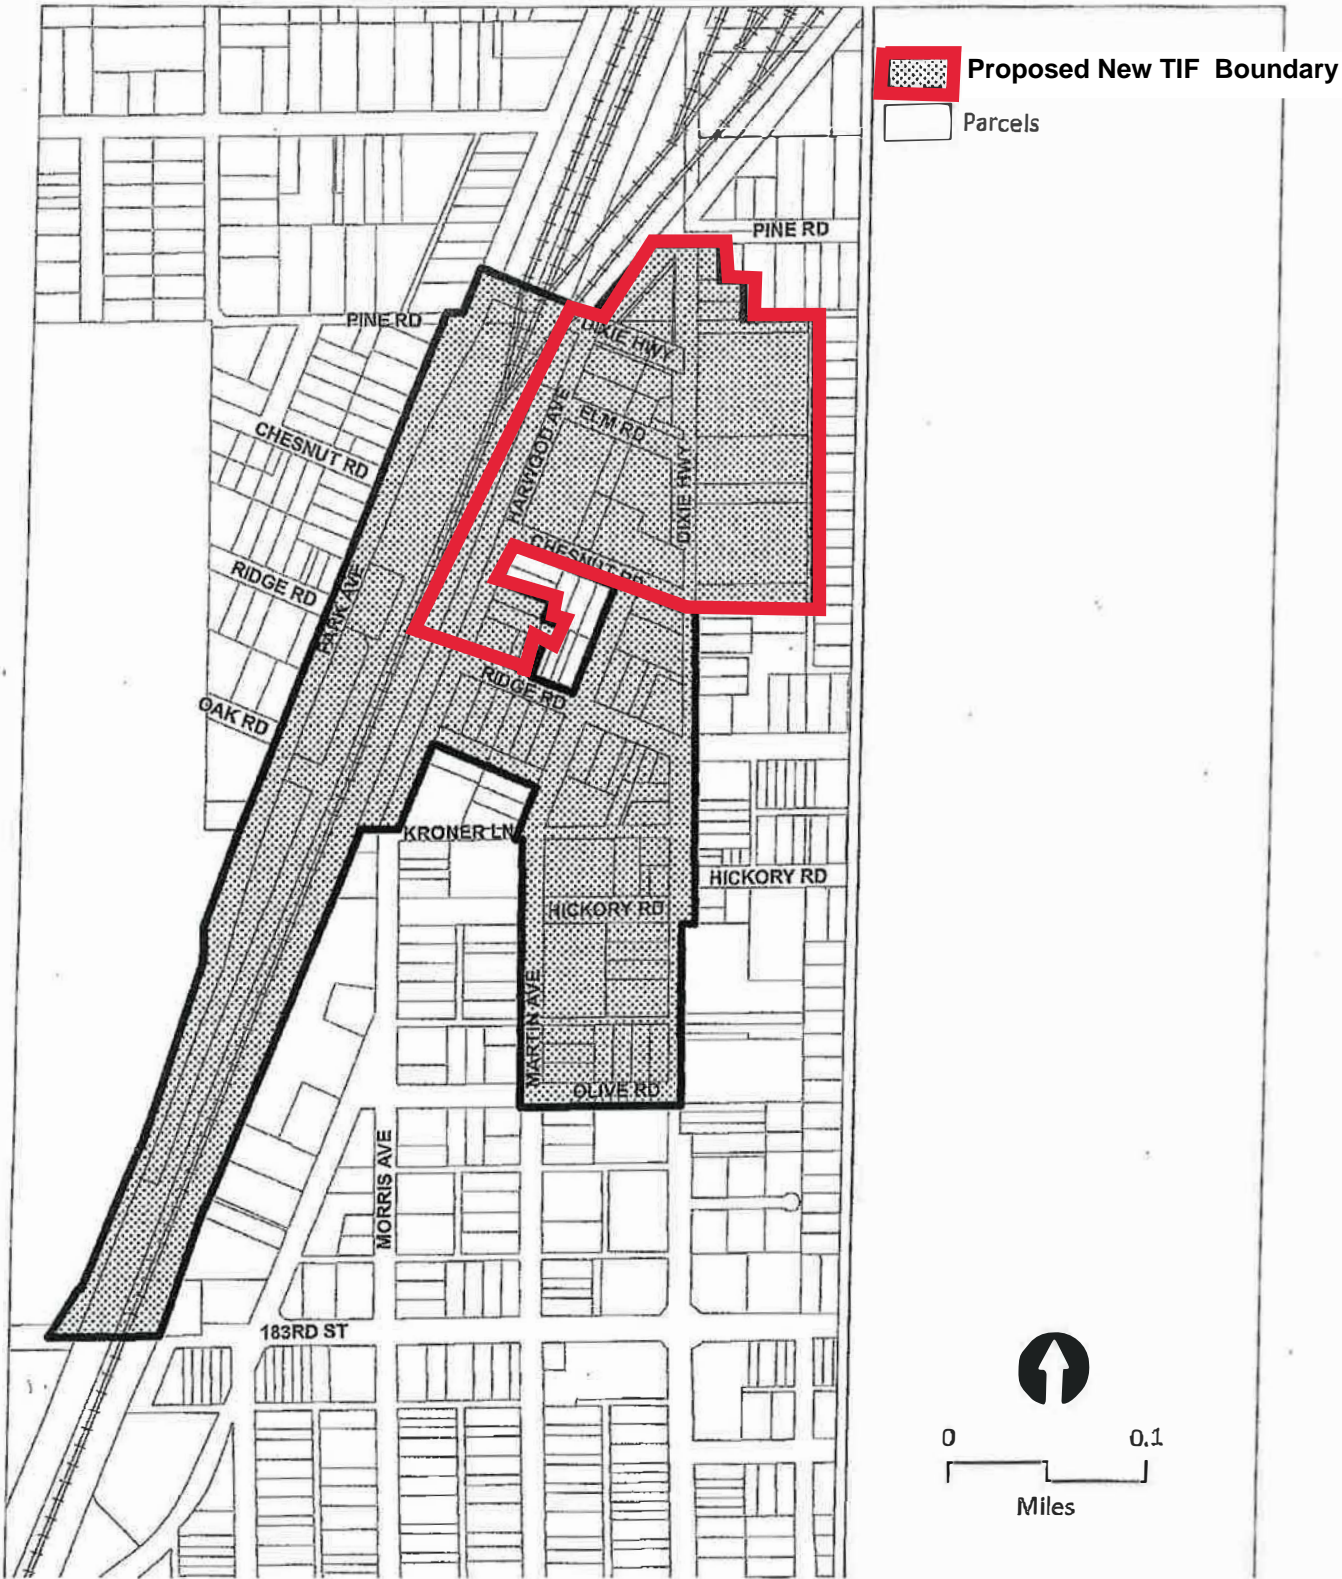 Proposed New TIF Boundary
Parcels
PINE RD
PINE RD
DIXIE HWY
HARWOOD AVE
ELM RD
CHESNUT RD
DIXIE HWY
CHESNUT RD
RIDGE RD
PARK AVE
RIDGE RD
OAK RD
KRONER LN
HICKORY RD
HICKORY RD
MARTIN AVE
OLIVE RD
MORRIS AVE
183RD ST
0 0.1
Miles